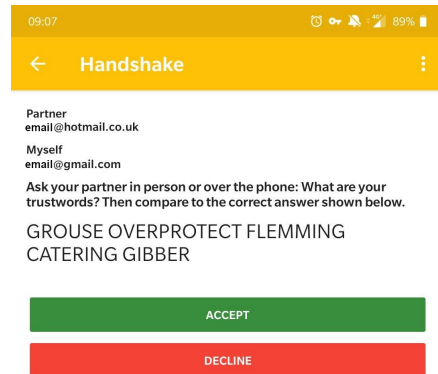 09:07 4G+ 89%
Handshake
Partner
email@hotmail.co.uk
Myself
email@gmail.com
Ask your partner in person or over the phone: What are your
trustwords? Then compare to the correct answer shown below.
GROUSE OVERPROTECT FLEMMING
CATERING GIBBER
ACCEPT
DECLINE